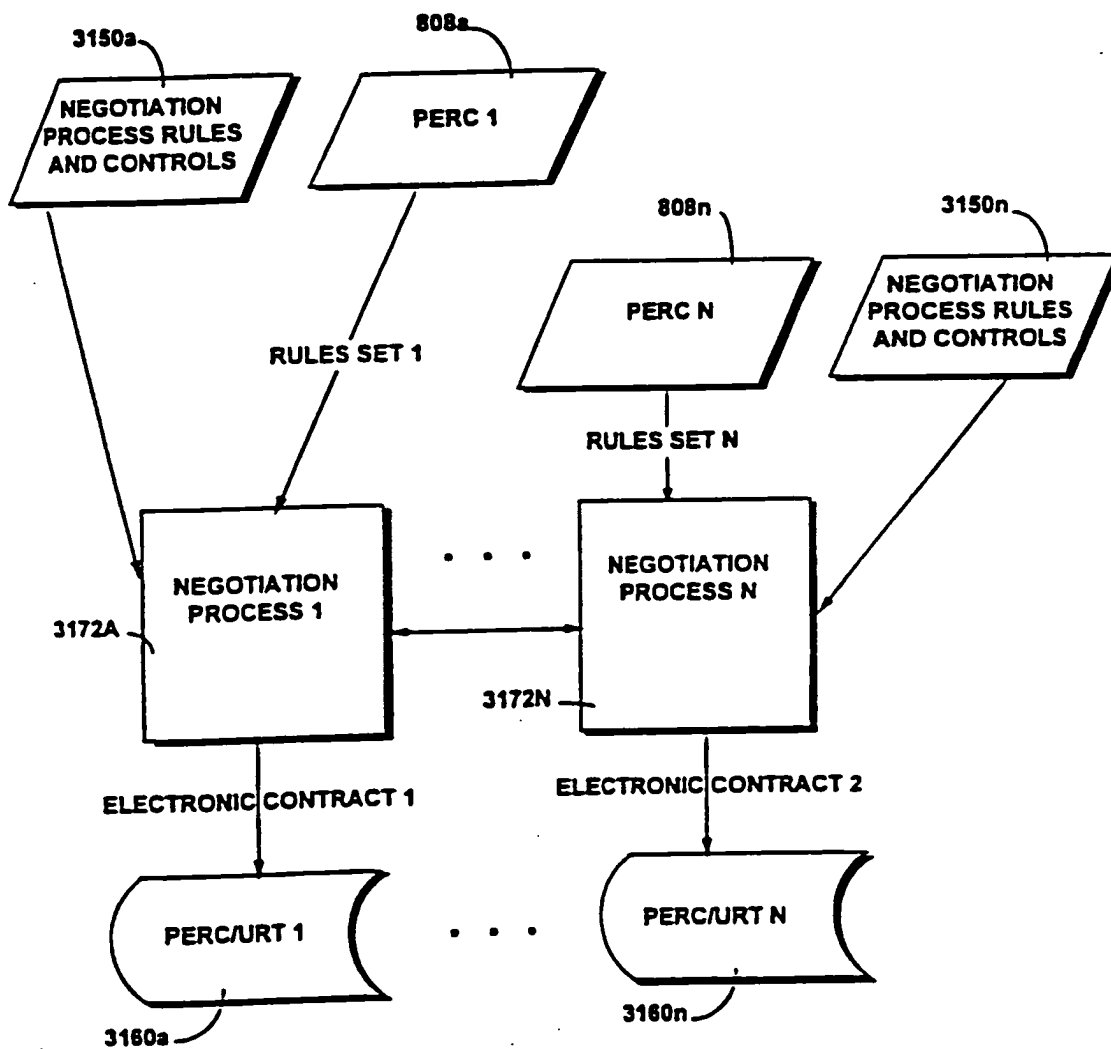 3150a
808a
NEGOTIATION
PROCESS RULES
AND CONTROLS
PERC 1
808n
3150n
PERC N
NEGOTIATION
PROCESS RULES
AND CONTROLS
RULES SET 1
RULES SET N
NEGOTIATION
PROCESS 1
. . .
NEGOTIATION
PROCESS N
3172A
3172N
ELECTRONIC CONTRACT 1
ELECTRONIC CONTRACT 2
PERC/URT 1
. . .
PERC/URT N
3160a
3160n